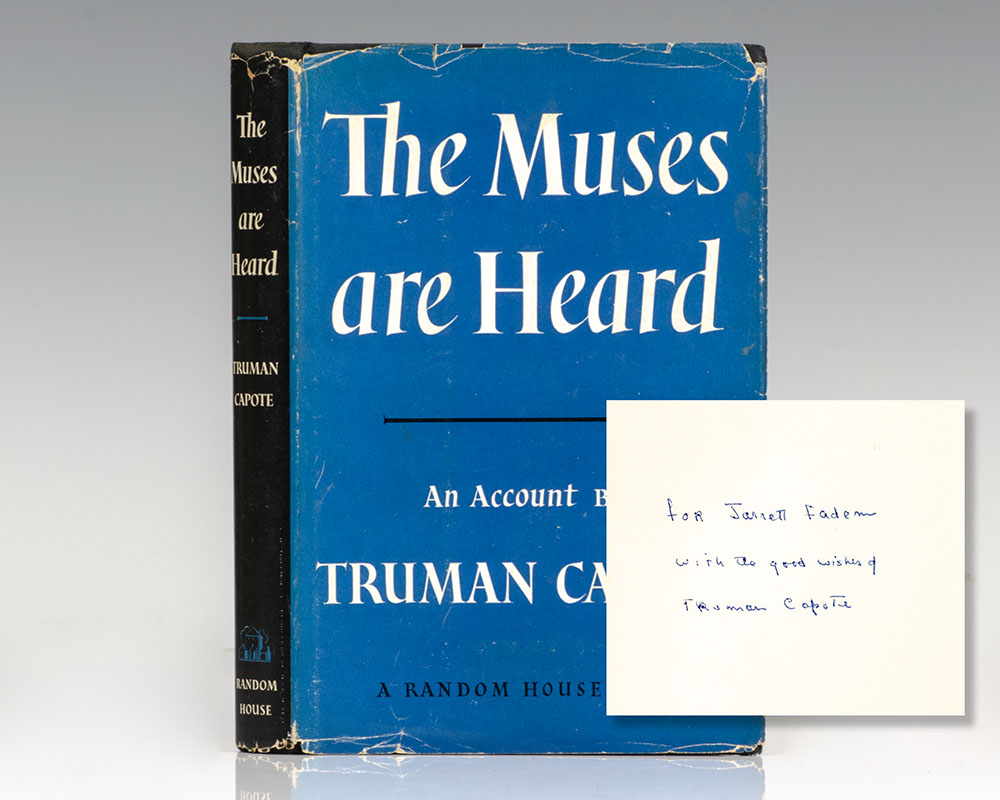 The
Muses
are
Heard
TRUMAN
CAPOTE
RANDOM
HOUSE
The Muses
are Heard
An Account B
TRUMAN CA
A RANDOM HOUSE
for Jarrett Fadem
with the good wishes of
Truman Capote